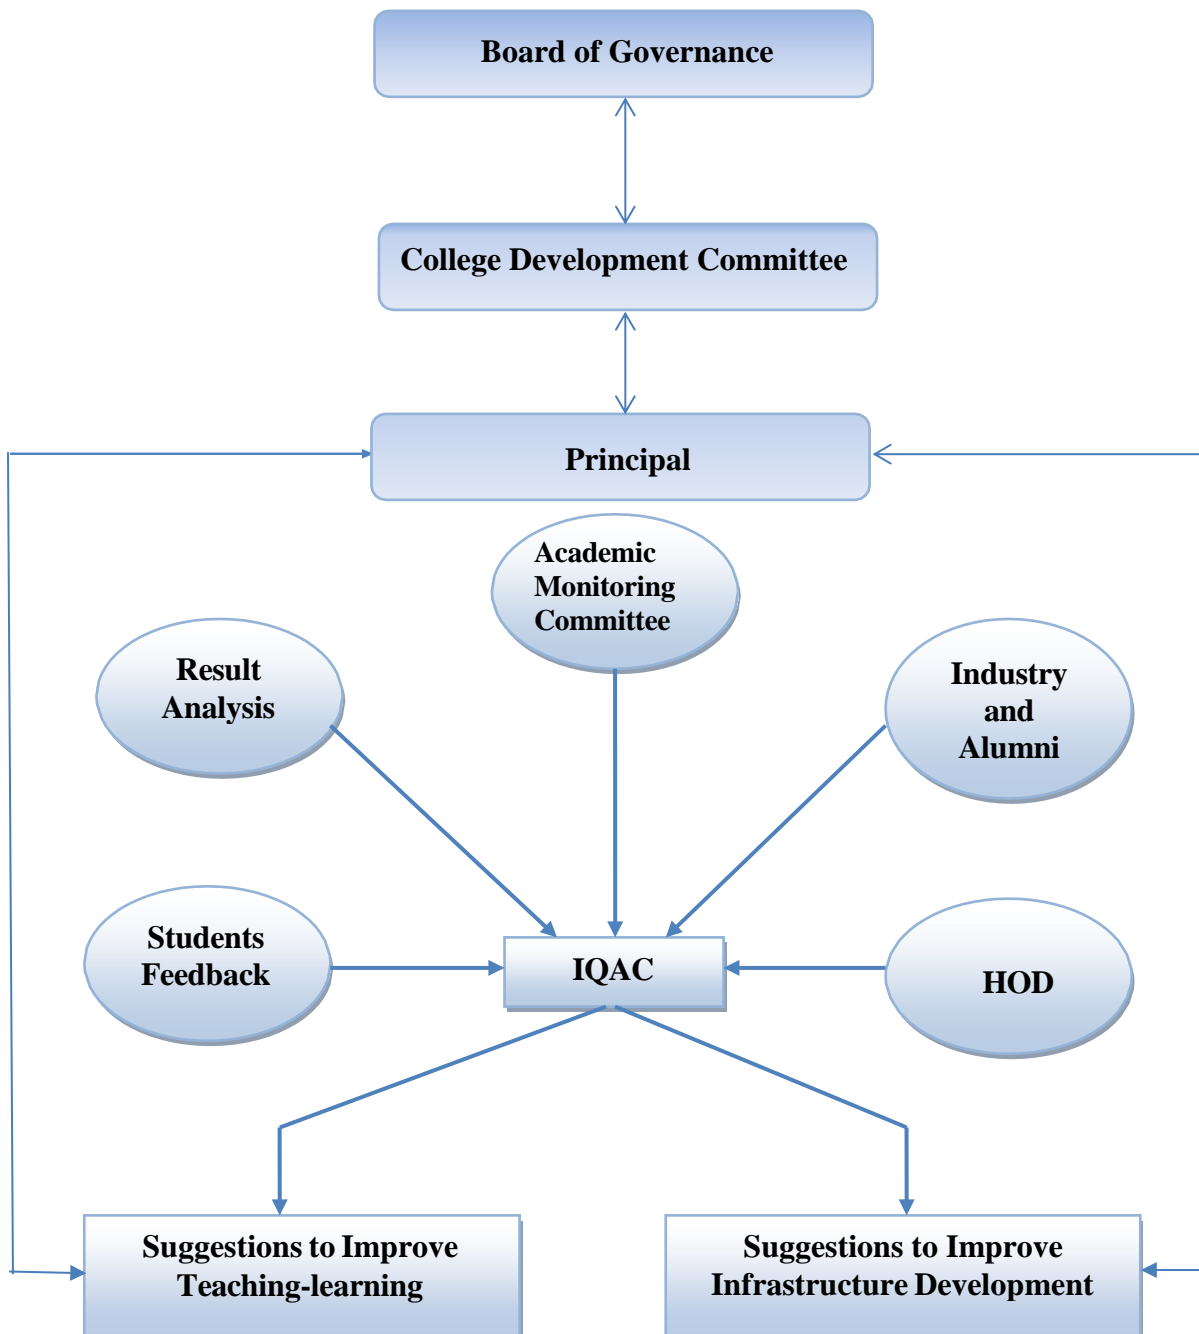 Board of Governance
College Development Committee
Principal
Academic
Monitoring
Committee
Result
Analysis
Industry
and
Alumni
Students
Feedback
IQAC
HOD
Suggestions to Improve
Teaching-learning
Suggestions to Improve
Infrastructure Development